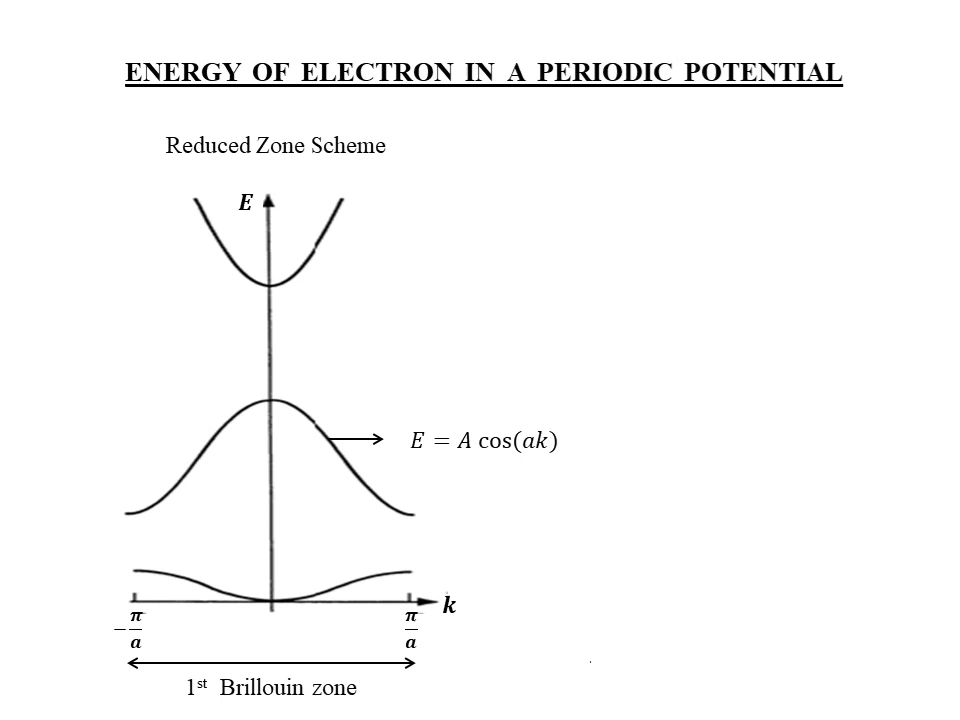 ENERGY OF ELECTRON IN A PERIODIC POTENTIAL
Reduced Zone Scheme
E
E = A cos(ak)
k
−π/a
π/a
1st Brillouin zone